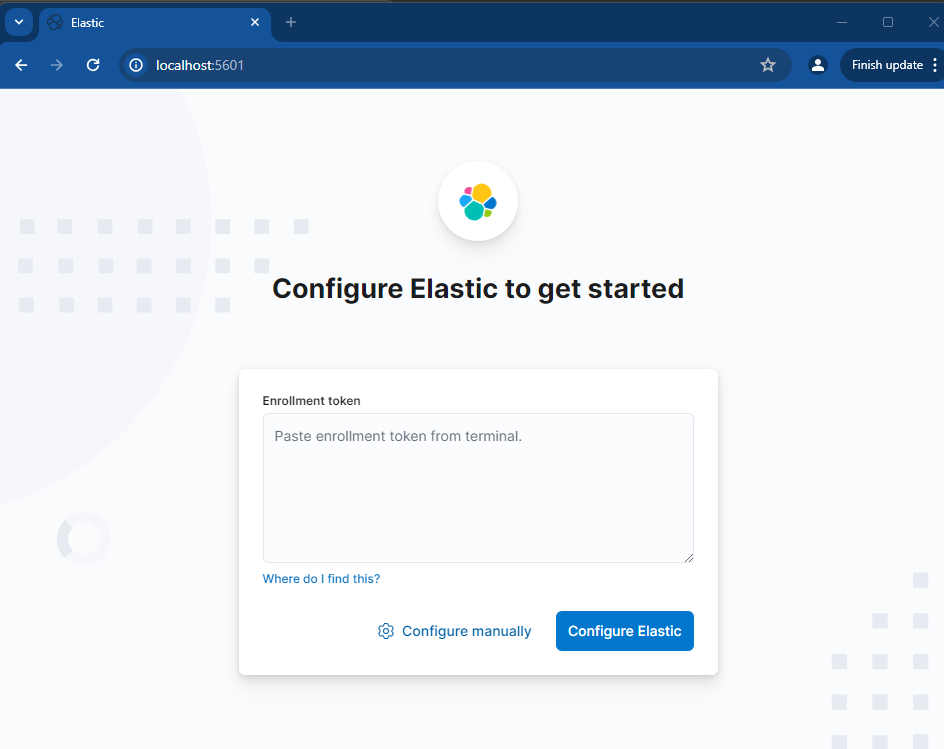 Elastic
localhost:5601
Finish update
Configure Elastic to get started
Enrollment token
Paste enrollment token from terminal.
Where do I find this?
Configure manually
Configure Elastic